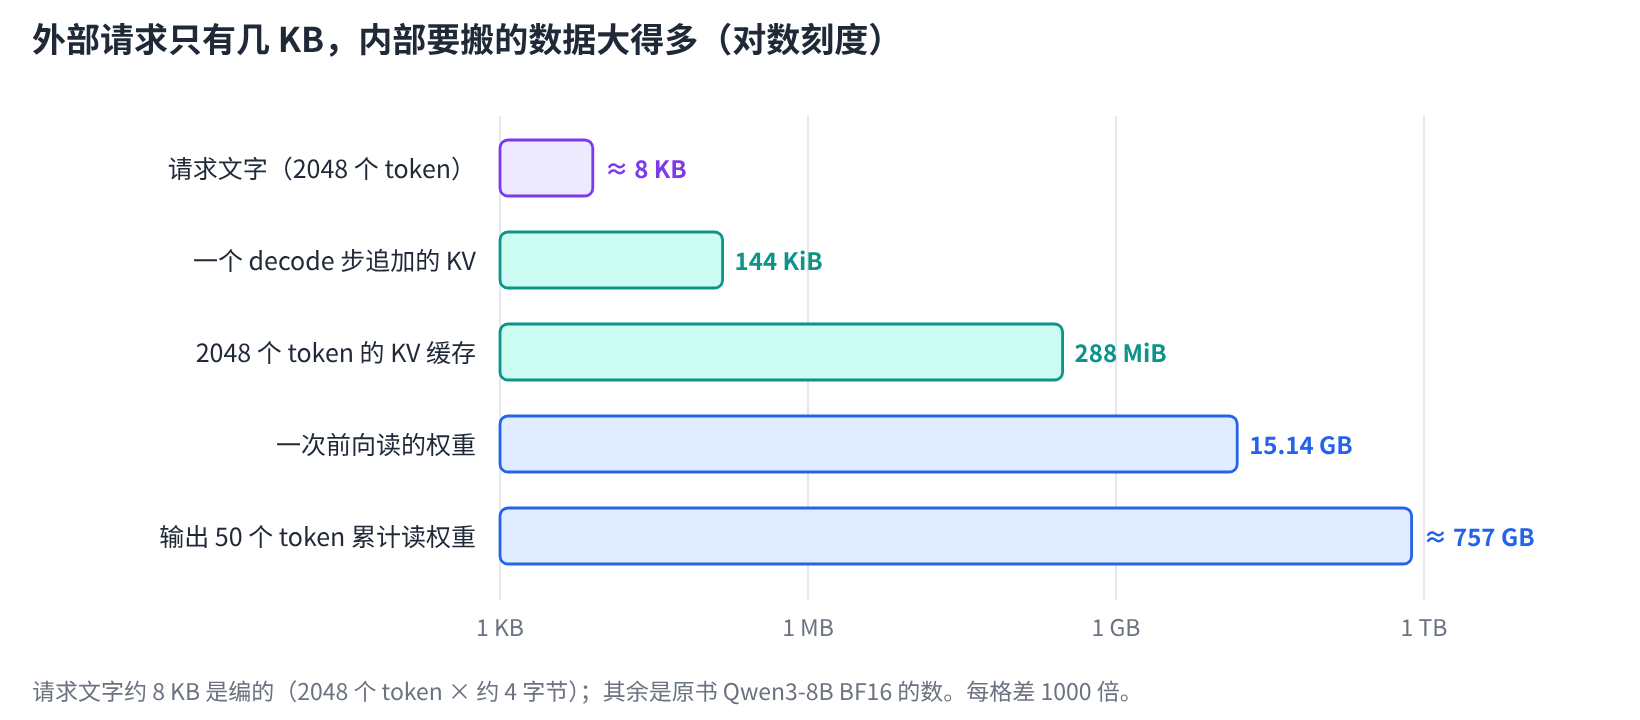 外部请求只有几 KB，内部要搬的数据大得多（对数刻度）
请求文字（2048 个 token） ≈ 8 KB
一个 decode 步追加的 KV 144 KiB
2048 个 token 的 KV 缓存 288 MiB
一次前向读的权重 15.14 GB
输出 50 个 token 累计读权重 ≈ 757 GB
1 KB 1 MB 1 GB 1 TB
请求文字约 8 KB 是编的（2048 个 token × 约 4 字节）；其余是原书 Qwen3-8B BF16 的数。每格差 1000 倍。